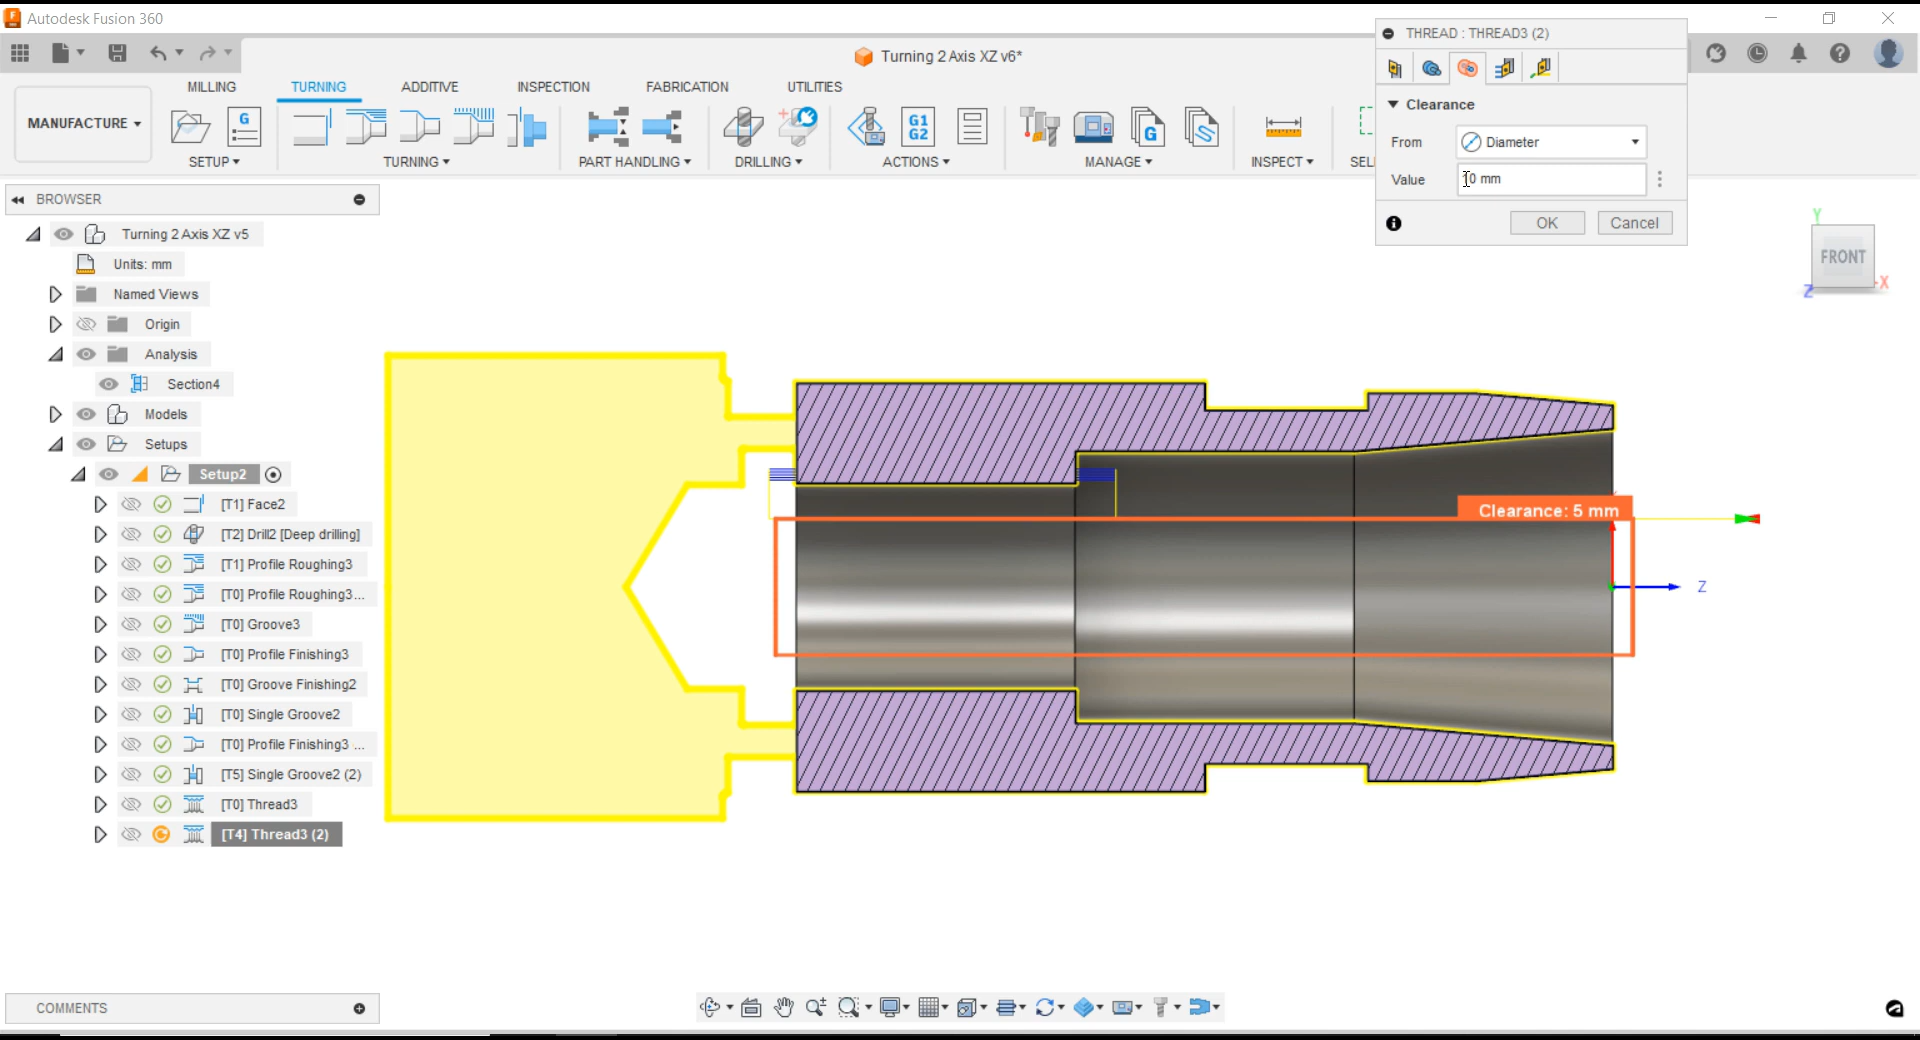 Autodesk Fusion 360
Turning 2 Axis XZ v6*
MILLING
TURNING
ADDITIVE
INSPECTION
FABRICATION
UTILITIES
MANUFACTURE
SETUP
TURNING
PART HANDLING
DRILLING
G1
G2
ACTIONS
MANAGE
INSPECT
SEL
THREAD : THREAD3 (2)
Clearance
From
Diameter
Value
0 mm
OK
Cancel
BROWSER
Turning 2 Axis XZ v5
Units: mm
Named Views
Origin
Analysis
Section4
Models
Setups
Setup2
[T1] Face2
[T2] Drill2 [Deep drilling]
[T1] Profile Roughing3
[T0] Profile Roughing3...
[T0] Groove3
[T0] Profile Finishing3
[T0] Groove Finishing2
[T0] Single Groove2
[T0] Profile Finishing3 ...
[T5] Single Groove2 (2)
[T0] Thread3
[T4] Thread3 (2)
Clearance: 5 mm
Z
Y
FRONT
X
Z
COMMENTS